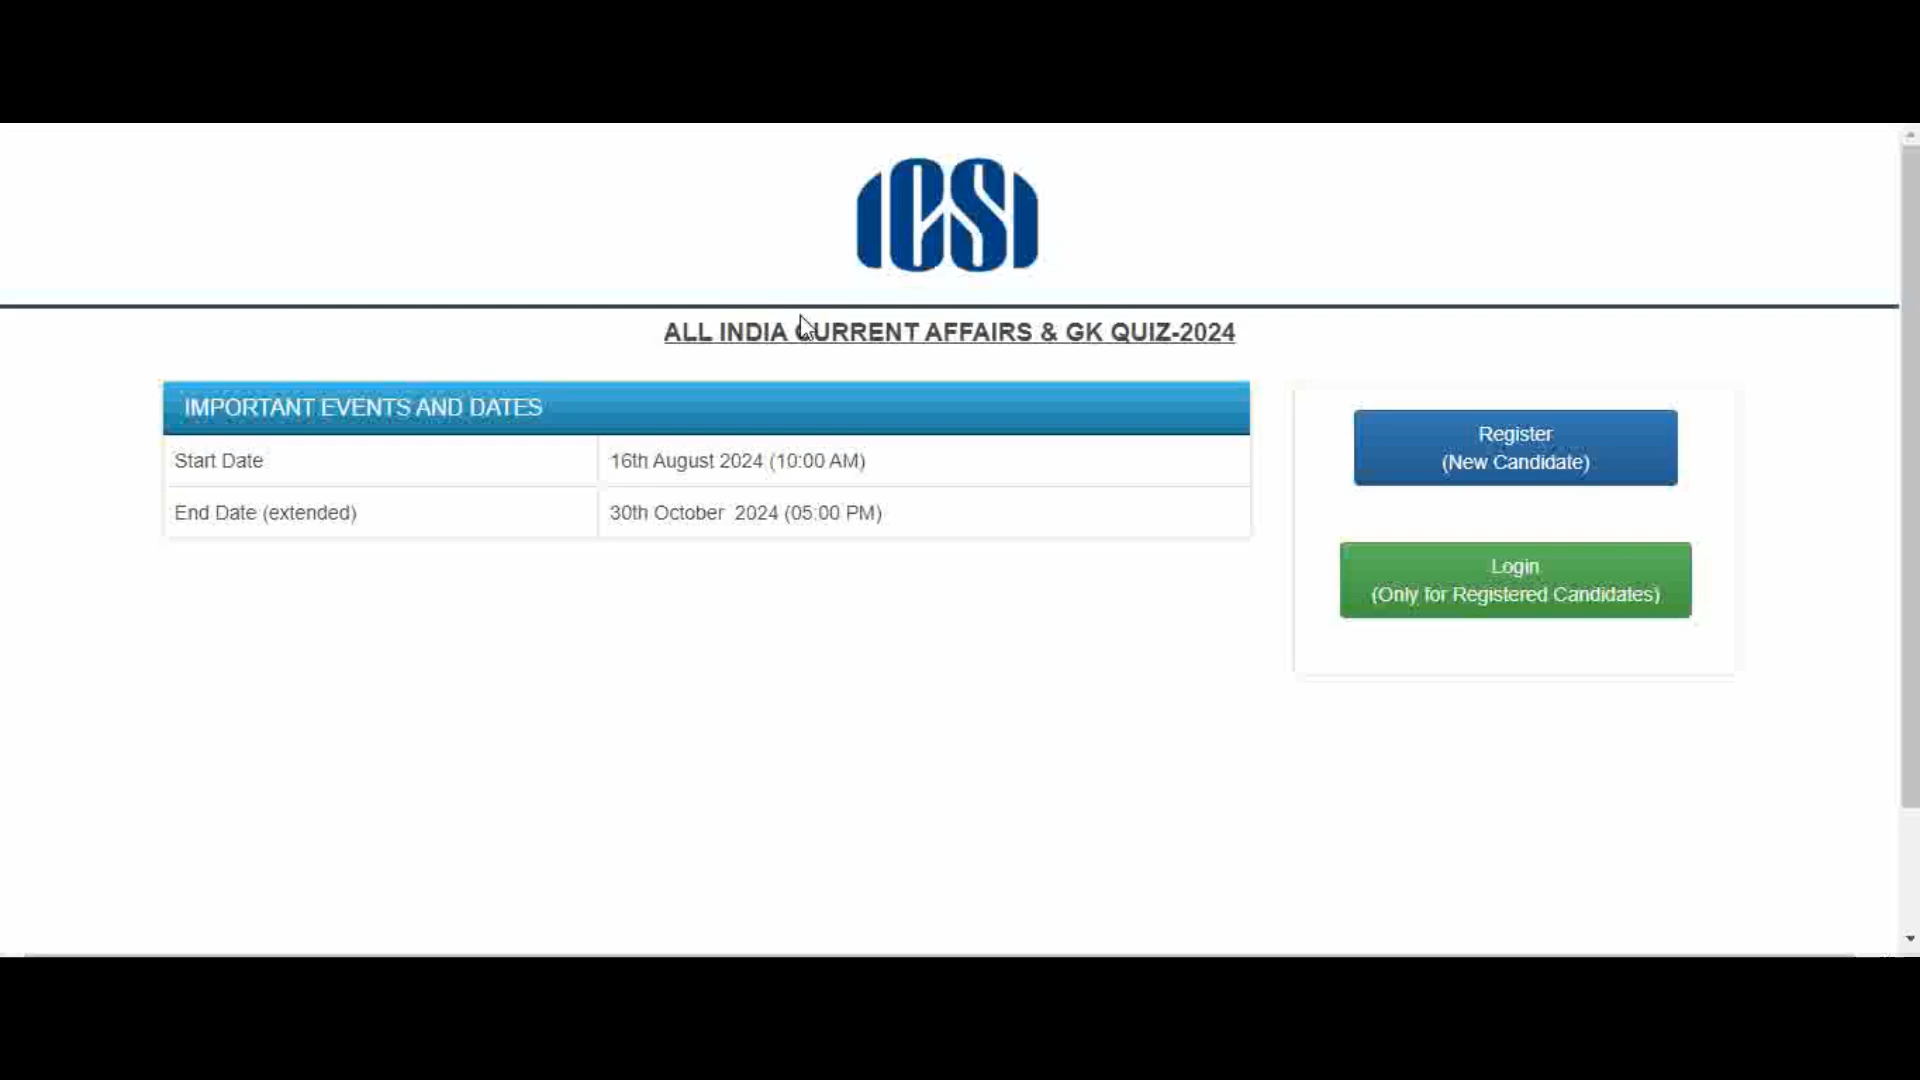 ICSI
ALL INDIA CURRENT AFFAIRS & GK QUIZ-2024
IMPORTANT EVENTS AND DATES
Start Date 16th August 2024 (10:00 AM)
End Date (extended) 30th October 2024 (05:00 PM)
Register
(New Candidate)
Login
(Only for Registered Candidates)